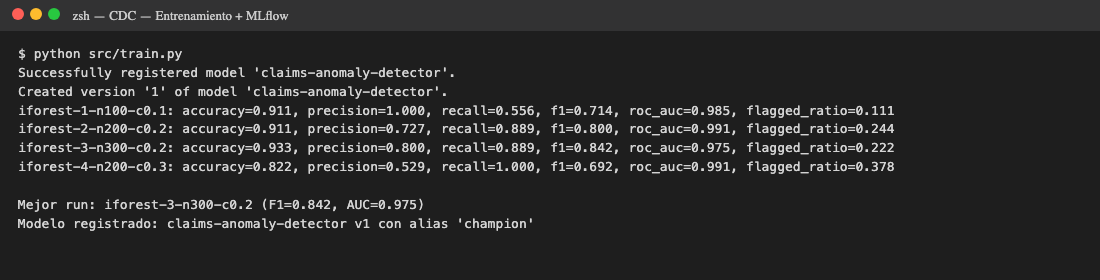 zsh — CDC — Entrenamiento + MLflow
$ python src/train.py
Successfully registered model 'claims-anomaly-detector'.
Created version '1' of model 'claims-anomaly-detector'.
iforest-1-n100-c0.1: accuracy=0.911, precision=1.000, recall=0.556, f1=0.714, roc_auc=0.985, flagged_ratio=0.111
iforest-2-n200-c0.2: accuracy=0.911, precision=0.727, recall=0.889, f1=0.800, roc_auc=0.991, flagged_ratio=0.244
iforest-3-n300-c0.2: accuracy=0.933, precision=0.800, recall=0.889, f1=0.842, roc_auc=0.975, flagged_ratio=0.222
iforest-4-n200-c0.3: accuracy=0.822, precision=0.529, recall=1.000, f1=0.692, roc_auc=0.991, flagged_ratio=0.378
Mejor run: iforest-3-n300-c0.2 (F1=0.842, AUC=0.975)
Modelo registrado: claims-anomaly-detector v1 con alias 'champion'